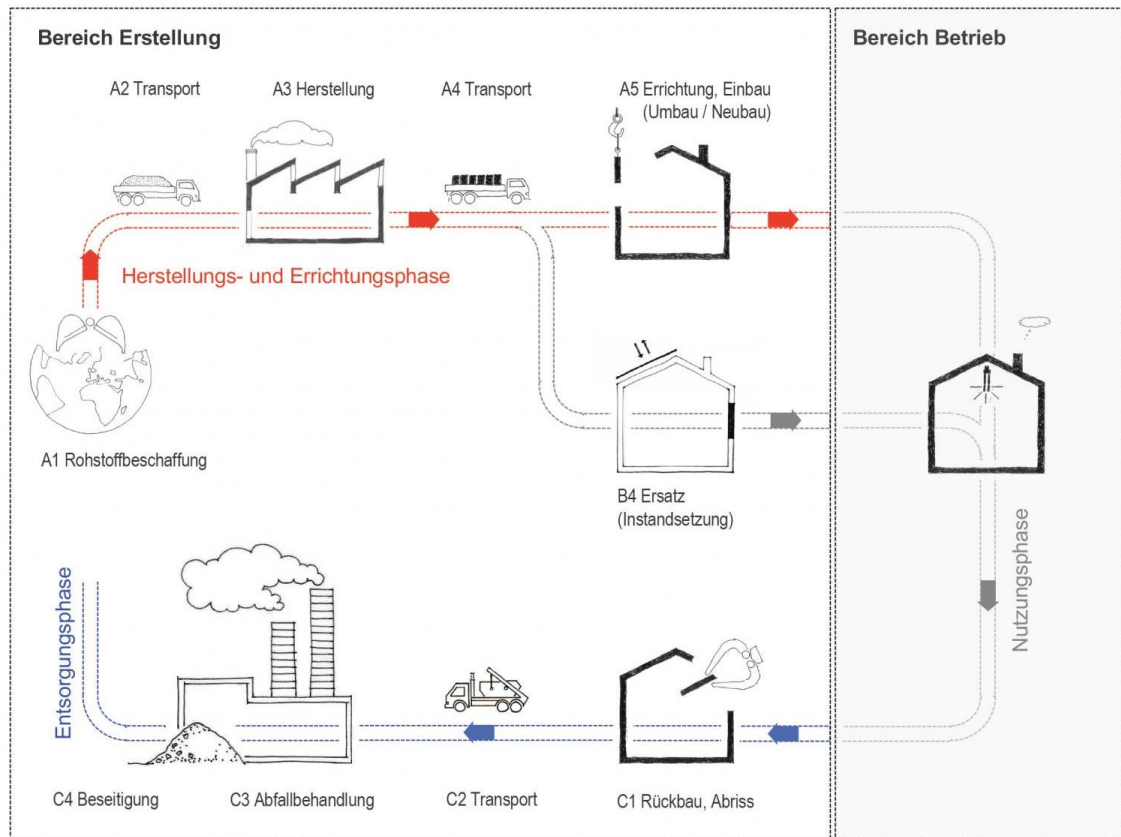 Bereich Erstellung
Bereich Betrieb
A2 Transport
A3 Herstellung
A4 Transport
A5 Errichtung, Einbau
(Umbau / Neubau)
Herstellungs- und Errichtungsphase
A1 Rohstoffbeschaffung
B4 Ersatz
(Instandsetzung)
Nutzungsphase
Entsorgungsphase
C4 Beseitigung
C3 Abfallbehandlung
C2 Transport
C1 Rückbau, Abriss